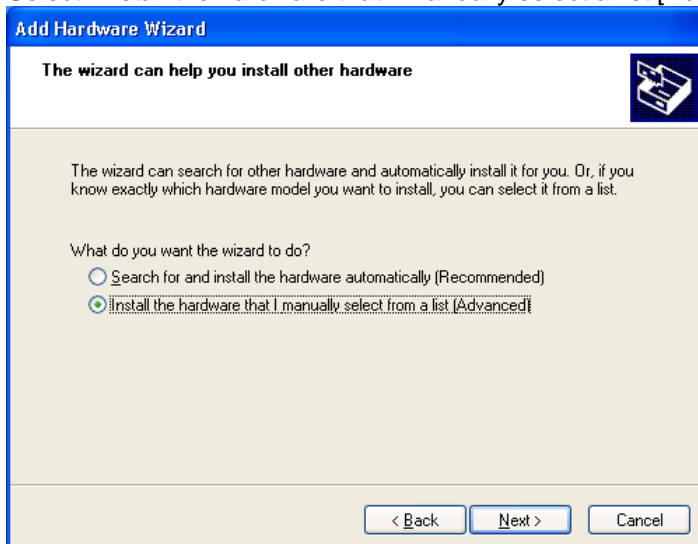 Add Hardware Wizard
The wizard can help you install other hardware
The wizard can search for other hardware and automatically install it for you. Or, if you
know exactly which hardware model you want to install, you can select it from a list.
What do you want the wizard to do?
Search for and install the hardware automatically (Recommended)
Install the hardware that I manually select from a list (Advanced)
< Back
Next >
Cancel